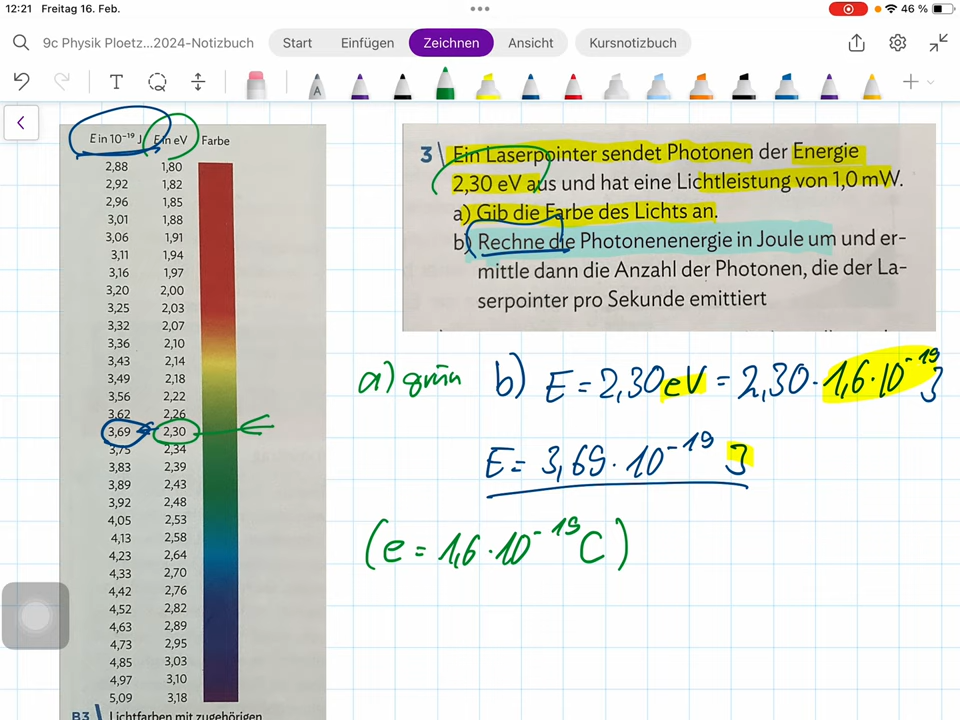 12:21 Freitag 16. Feb.
46 %
9c Physik Ploetz...2024-Notizbuch
Start Einfügen Zeichnen Ansicht Kursnotizbuch
T A
E in 10⁻¹⁹ J E in eV Farbe
2,88 1,80
2,92 1,82
2,96 1,85
3,01 1,88
3,06 1,91
3,11 1,94
3,16 1,97
3,20 2,00
3,25 2,03
3,32 2,07
3,36 2,10
3,43 2,14
3,49 2,18
3,56 2,22
3,62 2,26
3,69 2,30
3,75 2,34
3,83 2,39
3,89 2,43
3,92 2,48
4,05 2,53
4,13 2,58
4,23 2,64
4,33 2,70
4,42 2,76
4,52 2,82
4,63 2,89
4,73 2,95
4,85 3,03
4,97 3,10
5,09 3,18
B3 Lichtfarben mit zugehörigen
3 Ein Laserpointer sendet Photonen der Energie
2,30 eV aus und hat eine Lichtleistung von 1,0 mW.
a) Gib die Farbe des Lichts an.
b) Rechne die Photonenenergie in Joule um und er-
mittle dann die Anzahl der Photonen, die der La-
serpointer pro Sekunde emittiert
a) grün b) E = 2,30 eV = 2,30 · 1,6 · 10⁻¹⁹ J
E = 3,69 · 10⁻¹⁹ J
(e = 1,6 · 10⁻¹⁹ C)